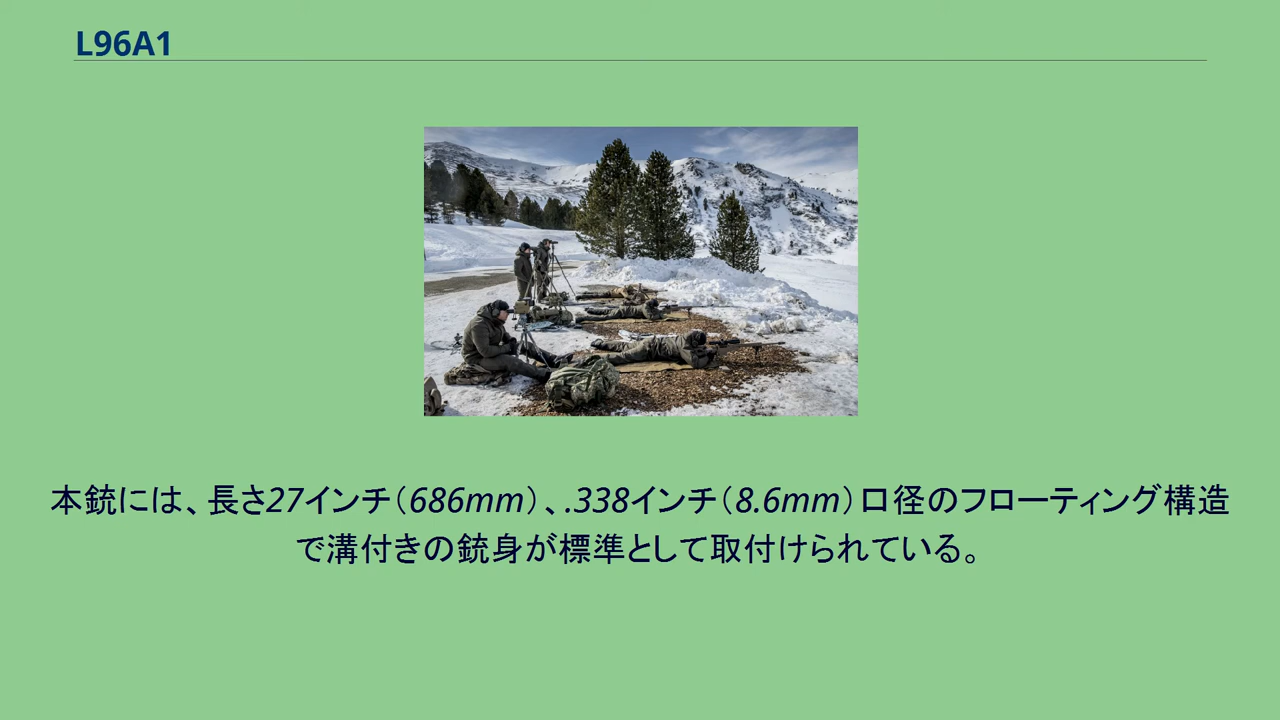 L96A1
本銃には、長さ27インチ（686mm）、.338インチ（8.6mm）口径のフローティング構造
で溝付きの銃身が標準として取付けられている。